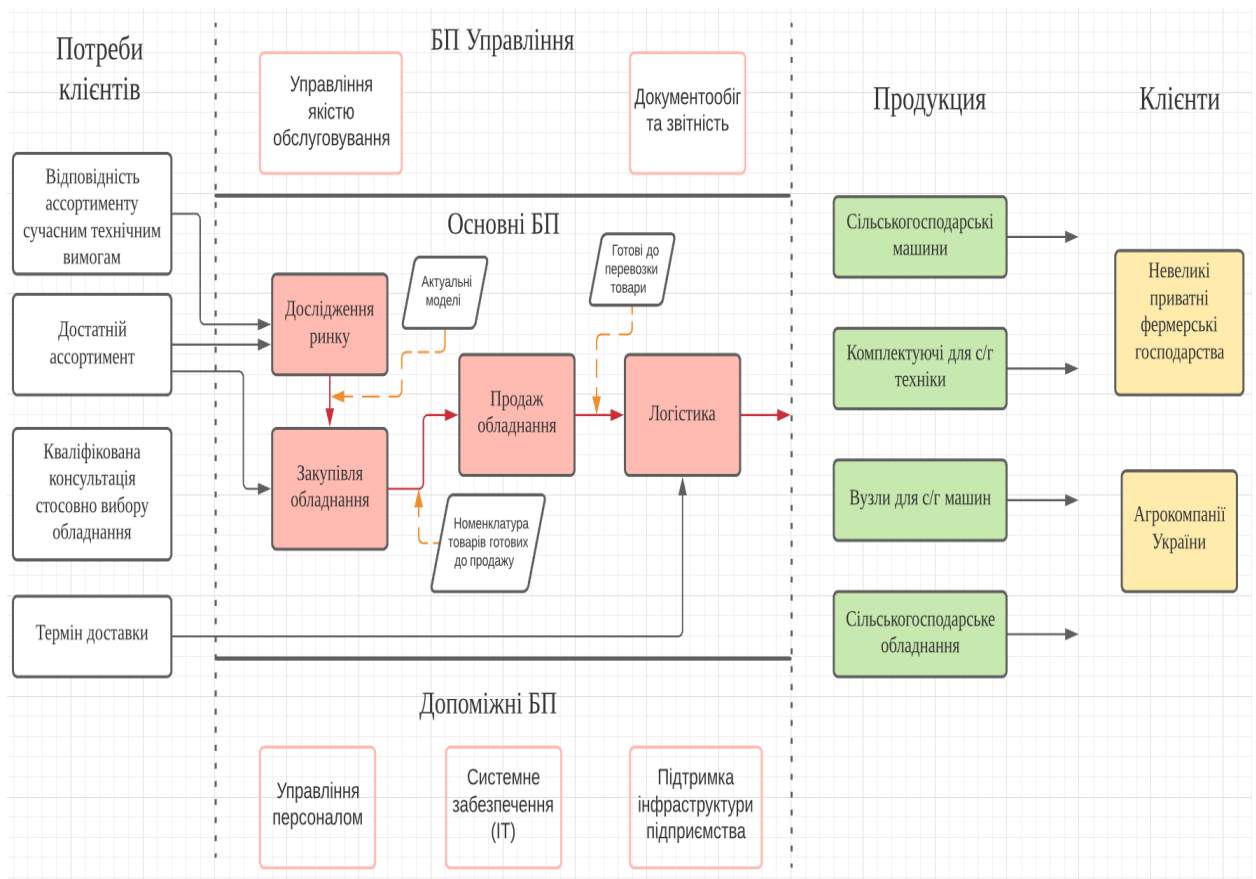 Потреби
клієнтів
БП Управління
Управління
якістю
обслуговування
Документообіг
та звітність
Продукция
Клієнти
Відповідність
ассортименту
сучасним технічним
вимогам
Достатній
ассортимент
Кваліфікована
консультація
стосовно вибору
обладнання
Термін доставки
Основні БП
Дослідження
ринку
Актуальні
моделі
Готові до
перевозки
товари
Закупівля
обладнання
Продаж
обладнання
Логістика
Номенклатура
товарів готових
до продажу
Допоміжні БП
Управління
персоналом
Системне
забезпечення
(ІТ)
Підтримка
інфраструктури
підприємства
Сільськогосподарські
машини
Комплектуючі для с/г
техніки
Вузли для с/г машин
Сільськогосподарське
обладнання
Невеликі
приватні
фермерські
господарства
Агрокомпанії
України